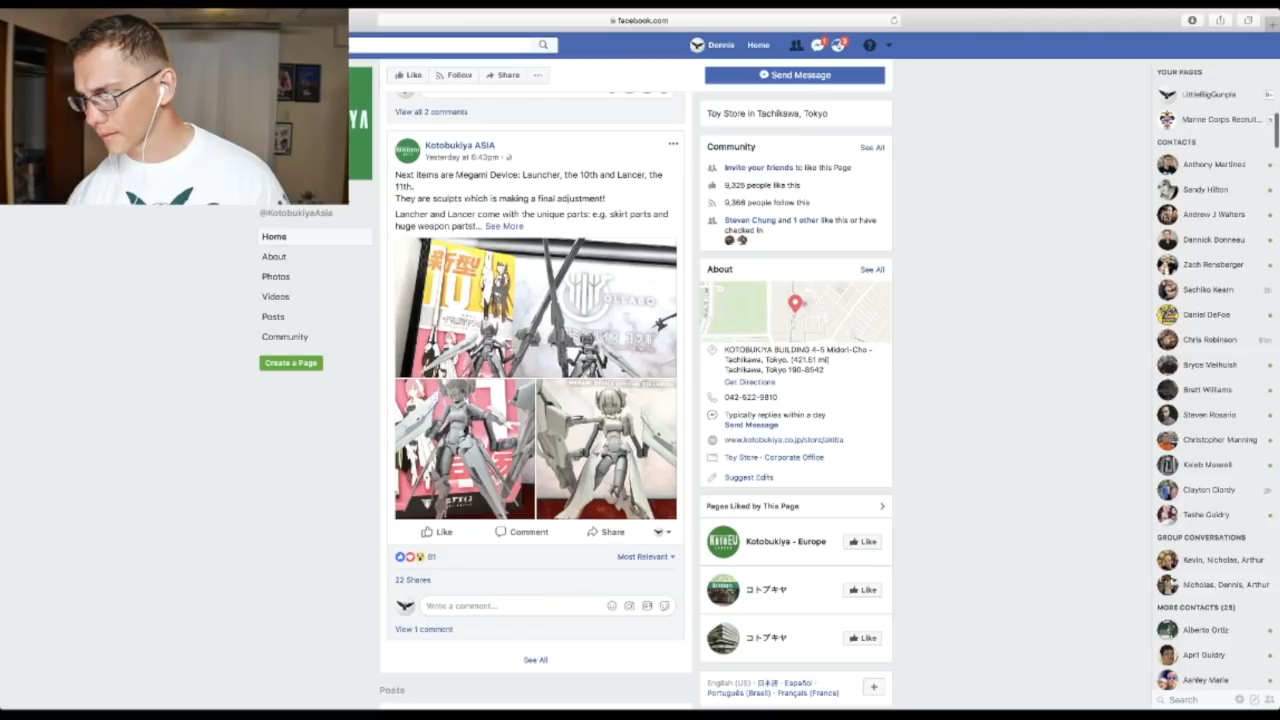 facebook.com
Dennis
Home
Like
Follow
Share
Send Message
@KotobukiyaAsia
Home
About
Photos
Videos
Posts
Community
Create a Page
View all 2 comments
Kotobukiya ASIA
Yesterday at 6:43pm ·
Next items are Megami Device: Launcher, the 10th and Lancer, the
11th.
They are sculpts which is making a final adjustment!
Lancher and Lancer come with the unique parts: e.g. skirt parts and
huge weapon parts!... See More
新型
Like
Comment
Share
81
Most Relevant
22 Shares
Write a comment...
View 1 comment
See All
Posts
Toy Store in Tachikawa, Tokyo
Community
See All
Invite your friends to like this Page
9,325 people like this
9,366 people follow this
Steven Chung and 1 other like this or have
checked in
About
See All
KOTOBUKIYA BUILDING 4-5 Midori-Cho -
Tachikawa, Tokyo. (421.51 mi)
Tachikawa, Tokyo 190-8542
Get Directions
042-522-9810
Typically replies within a day
Send Message
www.kotobukiya.co.jp/store/akiba
Toy Store · Corporate Office
Suggest Edits
Pages Liked by This Page
Kotobukiya - Europe
Like
コトブキヤ
Like
コトブキヤ
Like
English (US) · 日本語 · Español ·
Português (Brasil) · Français (France)
YOUR PAGES
LittleBigGunpla
9+
Marine Corps Recruit...
5
CONTACTS
Anthony Martinez
Sandy Hilton
Andrew J Walters
Dannick Donneau
Zach Rensberger
Sachiko Kearn
Daniel DeFoe
Chris Robinson
Bryce Melhuish
Brett Williams
Steven Rosario
Christopher Manning
Kaleb Maxwell
Clayton Clardy
Tasha Guidry
GROUP CONVERSATIONS
Kevin, Nicholas, Arthur
Nicholas, Dennis, Arthur
MORE CONTACTS (25)
Alberto Ortiz
April Guidry
Ashley Marie
Search